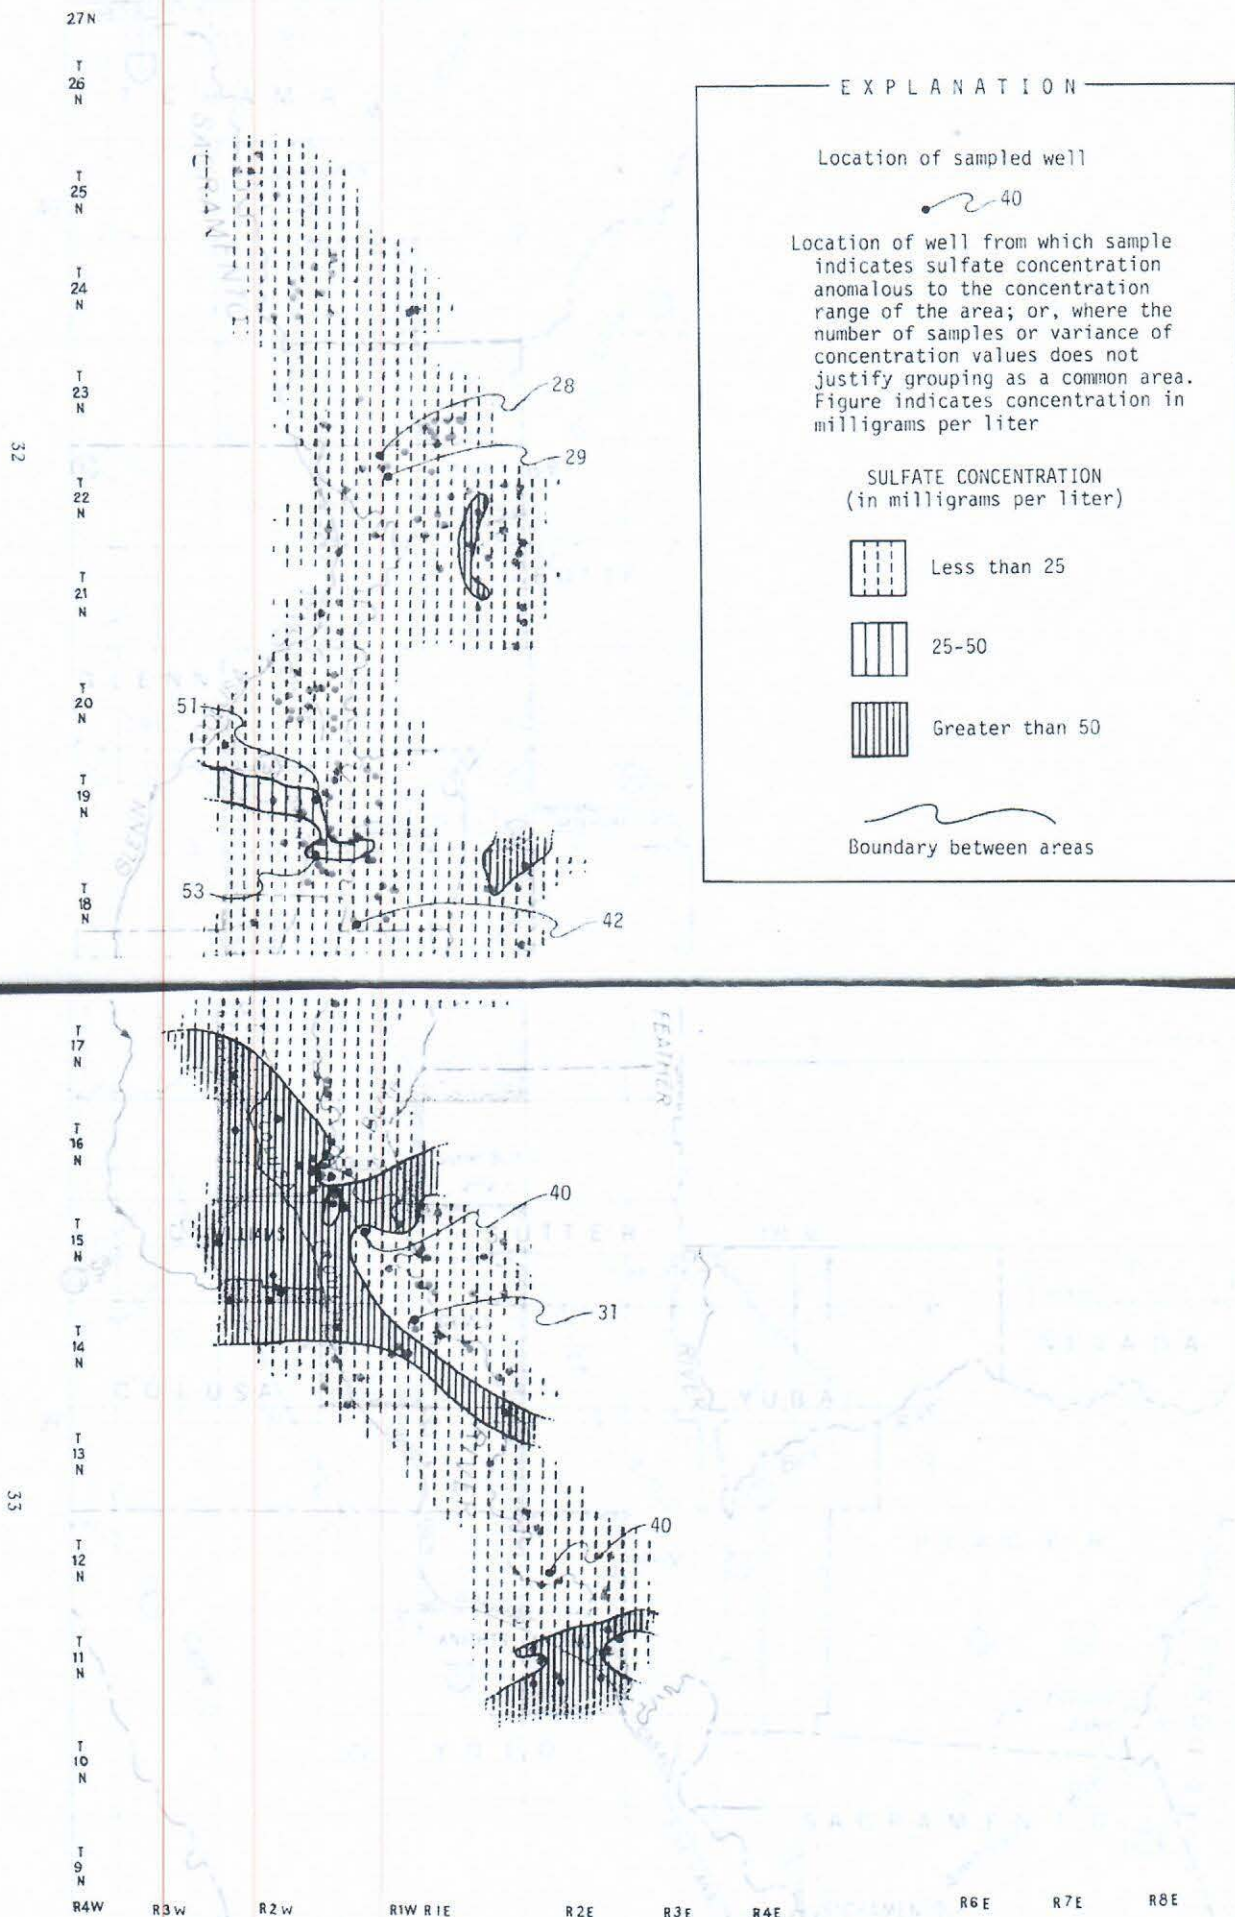 27N
T
26
N
T
25
N
T
24
N
T
23
N
T
22
N
T
21
N
T
20
N
T
19
N
T
18
N
32
EXPLANATION
Location of sampled well
40
Location of well from which sample
indicates sulfate concentration
anomalous to the concentration
range of the area; or, where the
number of samples or variance of
concentration values does not
justify grouping as a common area.
Figure indicates concentration in
milligrams per liter
SULFATE CONCENTRATION
(in milligrams per liter)
Less than 25
25-50
Greater than 50
Boundary between areas
28
29
51
53
42
GLENN
T
17
N
T
16
N
T
15
N
T
14
N
T
13
N
T
12
N
T
11
N
T
10
N
T
9
N
33
FEATHER
RIVER
40
31
40
SUTTER
COLUSA
YUBA
R4W R3W R2W R1W R1E R2E R3E R4E R6E R7E R8E